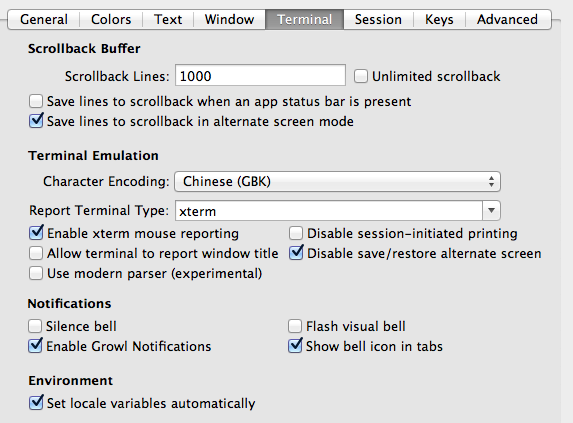 General Colors Text Window Terminal Session Keys Advanced
Scrollback Buffer
Scrollback Lines: 1000 Unlimited scrollback
Save lines to scrollback when an app status bar is present
Save lines to scrollback in alternate screen mode
Terminal Emulation
Character Encoding: Chinese (GBK)
Report Terminal Type: xterm
Enable xterm mouse reporting Disable session-initiated printing
Allow terminal to report window title Disable save/restore alternate screen
Use modern parser (experimental)
Notifications
Silence bell Flash visual bell
Enable Growl Notifications Show bell icon in tabs
Environment
Set locale variables automatically